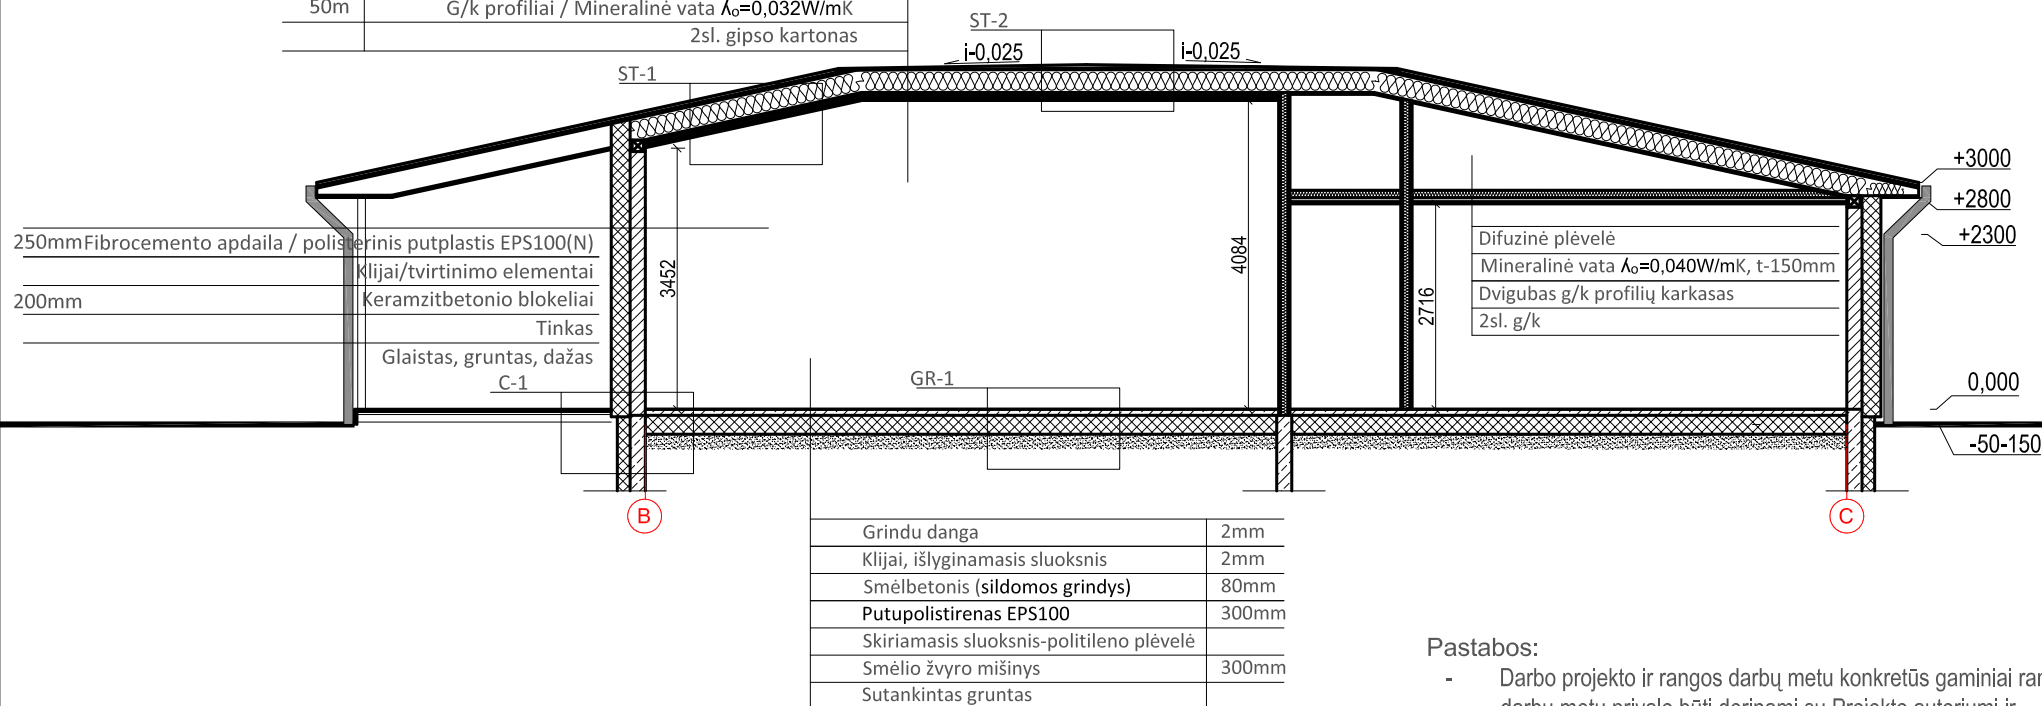 50m G/k profiliai / Mineralinė vata ʎo=0,032W/mK
2sl. gipso kartonas
ST-2
i-0,025 i-0,025
ST-1
+3000
+2800
+2300
250mm Fibrocemento apdaila / polisterinis putplastis EPS100(N)
Klijai/tvirtinimo elementai
200mm Keramzitbetonio blokeliai
Tinkas
Glaistas, gruntas, dažas
C-1
3452
4084
2716
Difuzinė plėvelė
Mineralinė vata ʎo=0,040W/mK, t-150mm
Dvigubas g/k profilių karkasas
2sl. g/k
GR-1
0,000
-50-150
B
C
Grindu danga 2mm
Klijai, išlyginamasis sluoksnis 2mm
Smėlbetonis (sildomos grindys) 80mm
Putupolistirenas EPS100 300mm
Skiriamasis sluoksnis-politileno plėvelė
Smėlio žvyro mišinys 300mm
Sutankintas gruntas
Pastabos:
- Darbo projekto ir rangos darbų metu konkretūs gaminiai